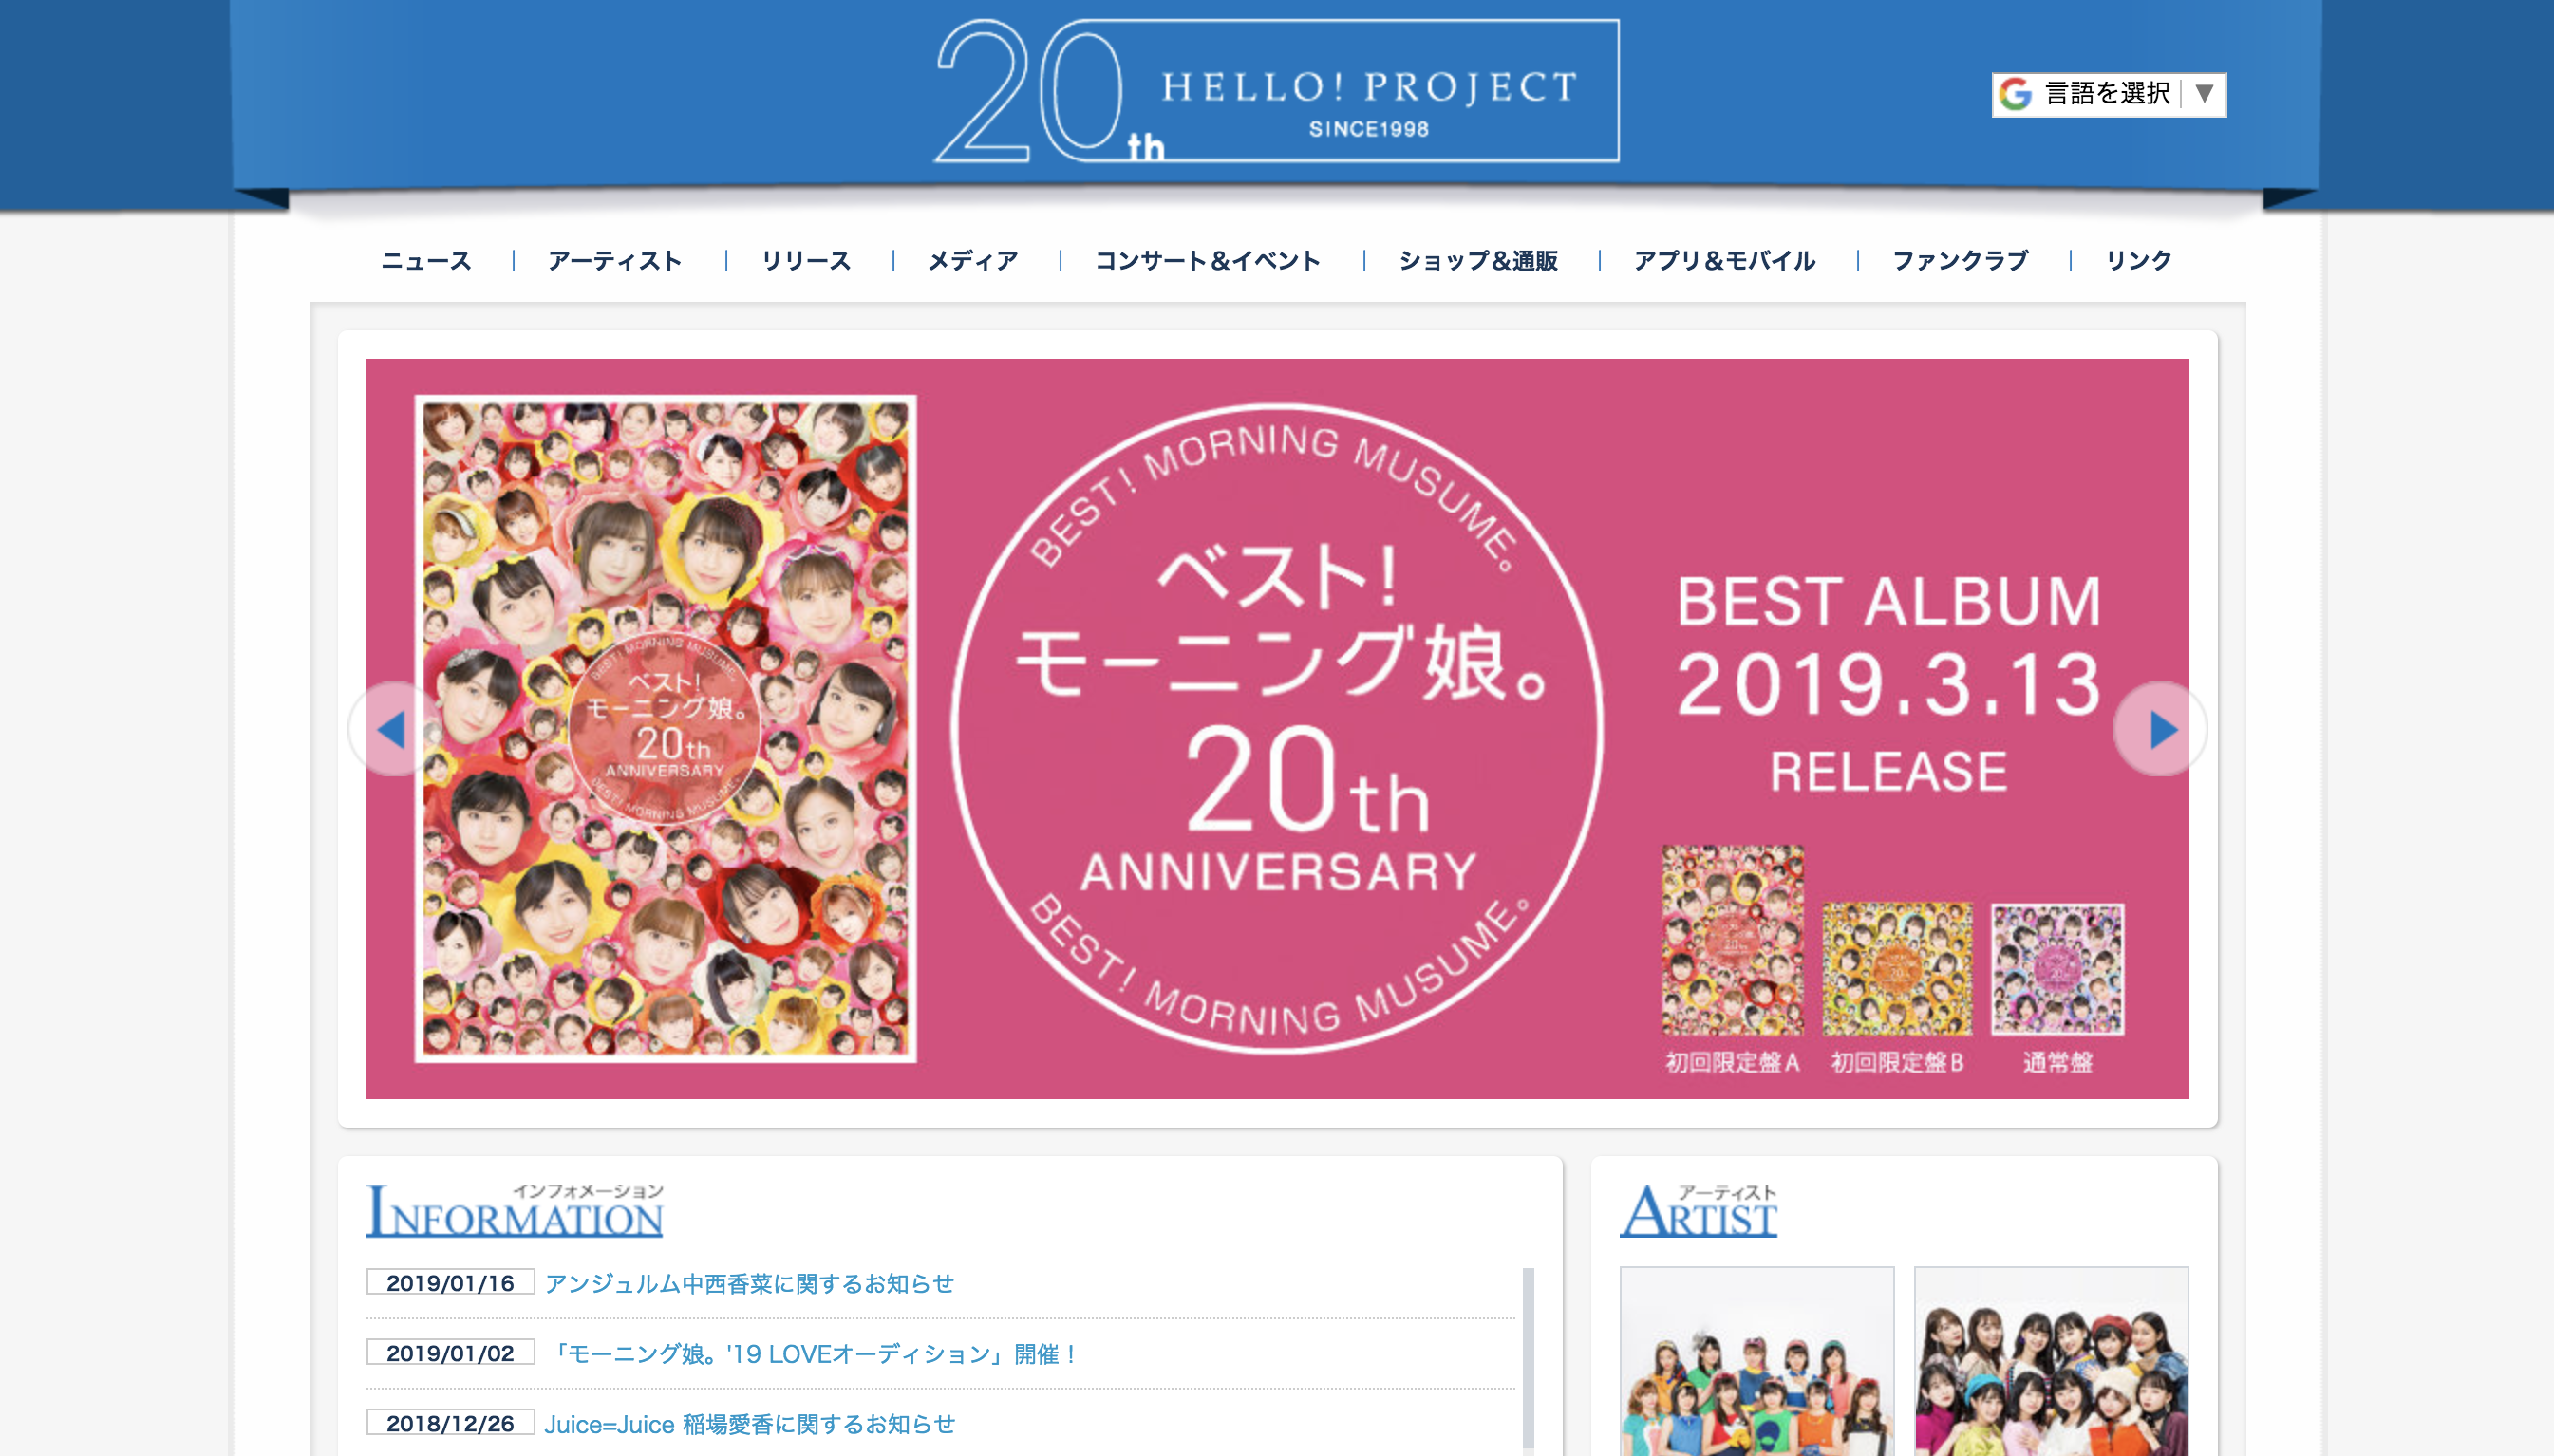 20th HELLO! PROJECT
SINCE1998
言語を選択 ▼
ニュース | アーティスト | リリース | メディア | コンサート＆イベント | ショップ＆通販 | アプリ＆モバイル | ファンクラブ | リンク
BEST! MORNING MUSUME。
ベスト!
モーニング娘。
20th
ANNIVERSARY
BEST! MORNING MUSUME。
BEST! MORNING MUSUME。
ベスト!
モーニング娘。
20th
ANNIVERSARY
BEST! MORNING MUSUME。
BEST ALBUM
2019.3.13
RELEASE
初回限定盤A 初回限定盤B 通常盤
インフォメーション
INFORMATION
2019/01/16 アンジュルム中西香菜に関するお知らせ
2019/01/02 「モーニング娘。'19 LOVEオーディション」開催！
2018/12/26 Juice=Juice 稲場愛香に関するお知らせ
アーティスト
ARTIST